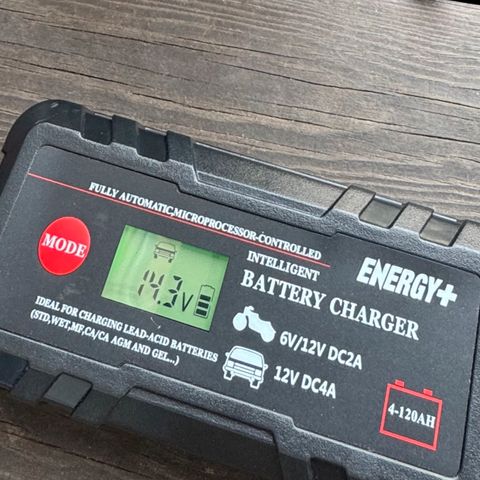 FULLY AUTOMATIC,MICROPROCESSOR-CONTROLLED
MODE
14.3V
INTELLIGENT
BATTERY CHARGER
ENERGY+
IDEAL FOR CHARGING LEAD-ACID BATTERIES
(STD,WET,MF,CA/CA AGM AND GEL...)
6V/12V DC2A
12V DC4A
4-120AH